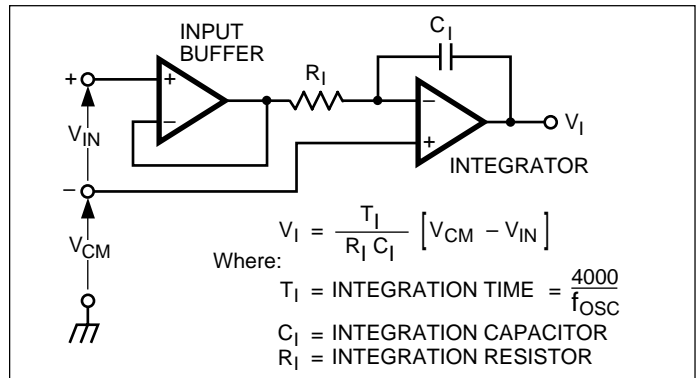 INPUT
BUFFER
C_I
R_I
+
+
–
–
+
V_IN
–
V_I
INTEGRATOR
V_CM
V_I = T_I / (R_I C_I) [V_CM – V_IN]
Where:
T_I = INTEGRATION TIME = 4000 / f_OSC
C_I = INTEGRATION CAPACITOR
R_I = INTEGRATION RESISTOR